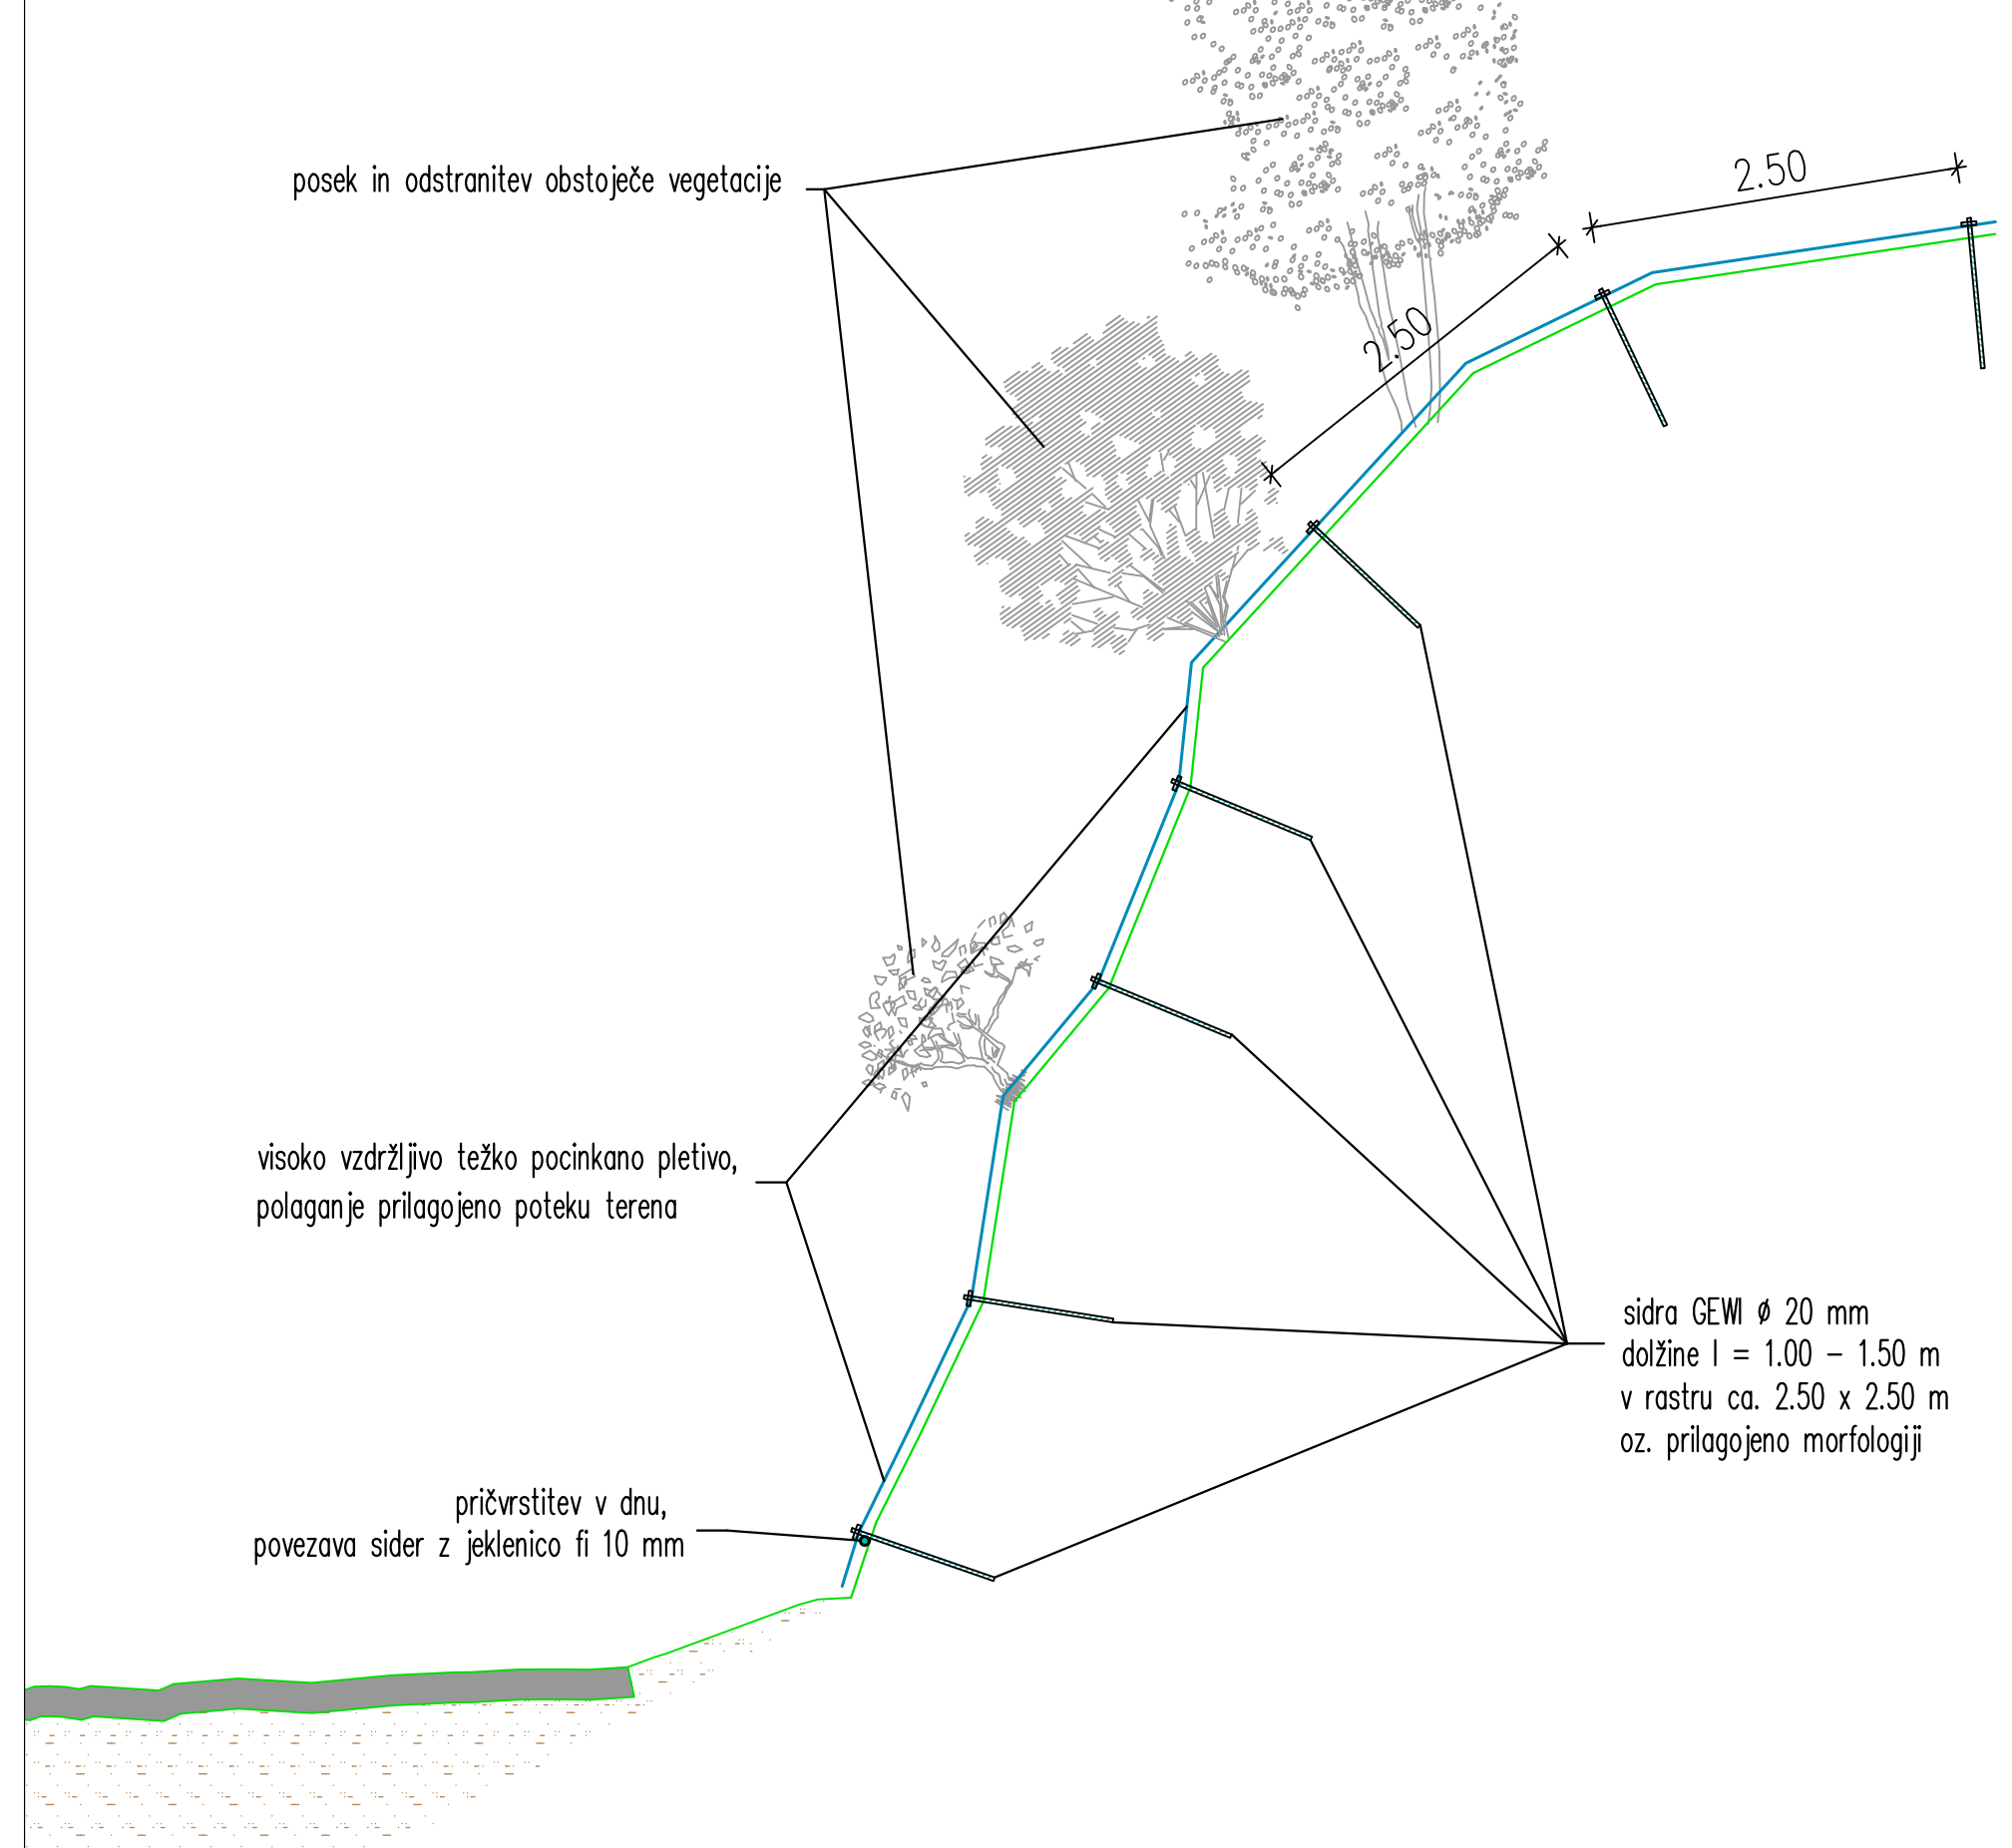 posek in odstranitev obstoječe vegetacije
2.50
2.50
visoko vzdržljivo težko pocinkano pletivo,
polaganje prilagojeno poteku terena
sidra GEWI Ø 20 mm
dolžine l = 1.00 – 1.50 m
v rastru ca. 2.50 x 2.50 m
oz. prilagojeno morfologiji
pričvrstitev v dnu,
povezava sider z jeklenico fi 10 mm